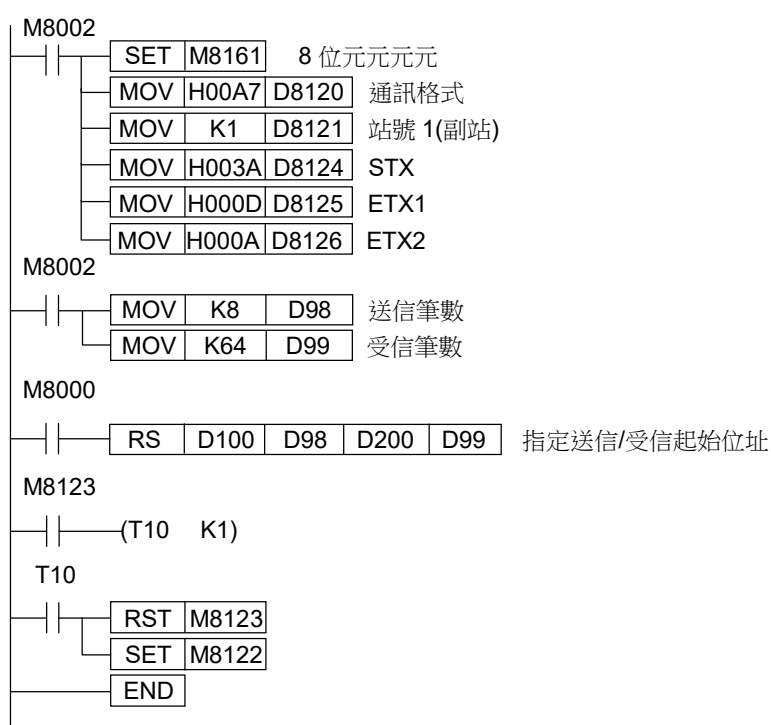 M8002
SET M8161 8 位元元元元
MOV H00A7 D8120 通訊格式
MOV K1 D8121 站號 1(副站)
MOV H003A D8124 STX
MOV H000D D8125 ETX1
MOV H000A D8126 ETX2
M8002
MOV K8 D98 送信筆數
MOV K64 D99 受信筆數
M8000
RS D100 D98 D200 D99 指定送信/受信起始位址
M8123
(T10 K1)
T10
RST M8123
SET M8122
END